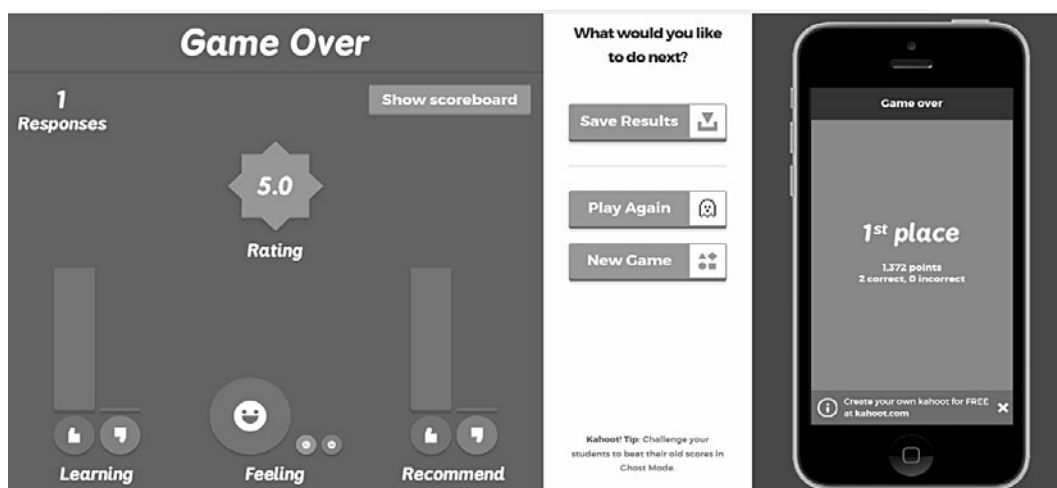 Game Over
1
Responses
Show scoreboard
5.0
Rating
Learning
Feeling
Recommend
What would you like
to do next?
Save Results
Play Again
New Game
Kahoot! Tip: Challenge your
students to beat their old scores in
Ghost Mode.
Game over
1st place
1,372 points
2 correct, 0 incorrect
Create your own kahoot for FREE
at kahoot.com